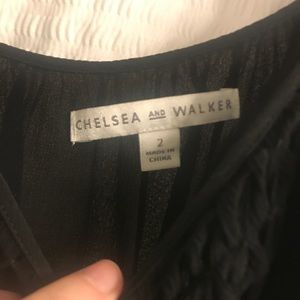 CHELSEA AND WALKER
2
MADE IN
CHINA